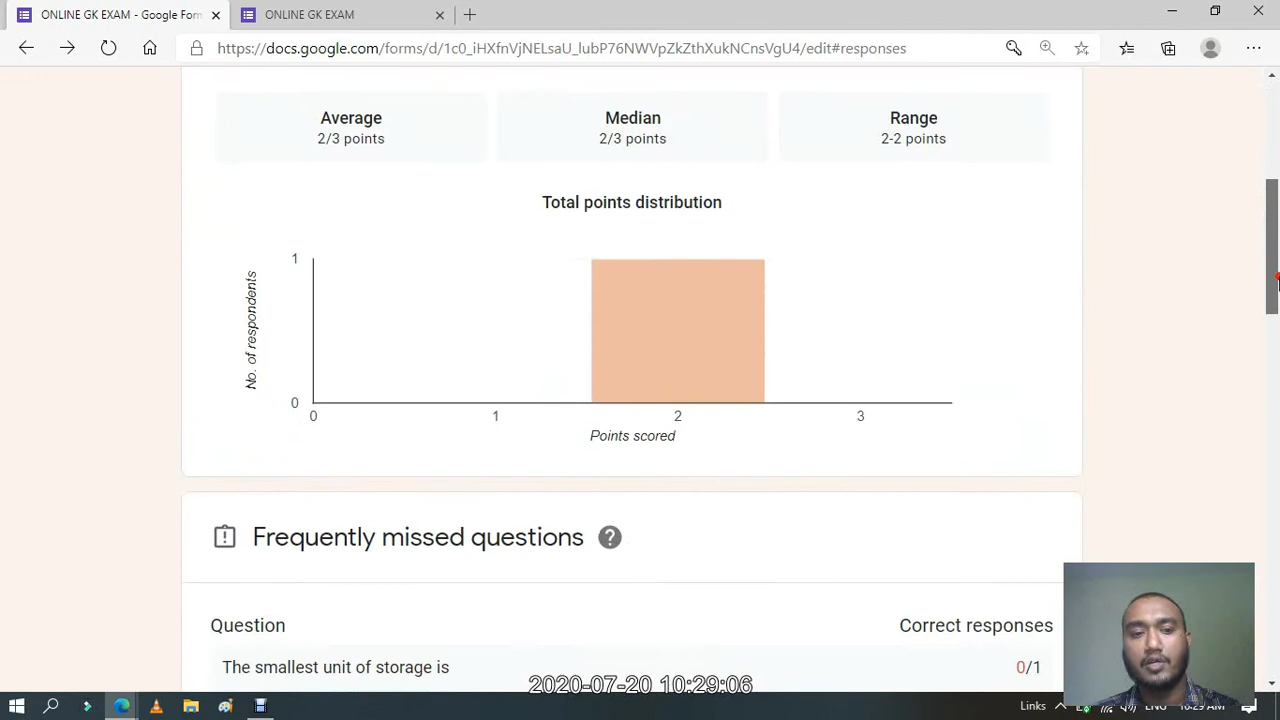 ONLINE GK EXAM - Google Form
ONLINE GK EXAM
https://docs.google.com/forms/d/1c0_iHXfnVjNELsaU_lubP76NWVpZkZthXukNCnsVgU4/edit#responses
Average
2/3 points
Median
2/3 points
Range
2-2 points
Total points distribution
No. of respondents
1
0
0 1 2 3
Points scored
Frequently missed questions
Question
Correct responses
The smallest unit of storage is
0/1
2020-07-20 10:29:06
Links
ENG
10:29 AM